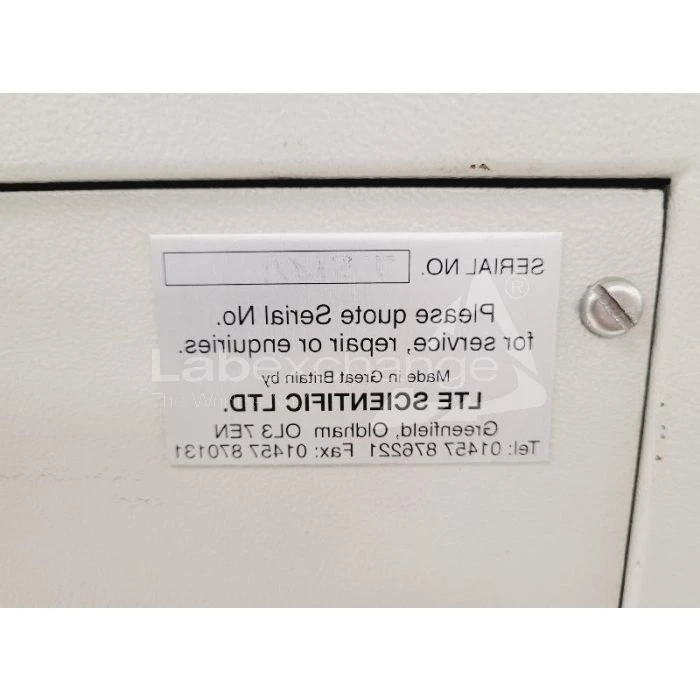 SERIAL NO.
Please quote Serial No.
for service, repair or enquiries.
Made in Great Britain by
LTE SCIENTIFIC LTD.
Greenfield, Oldham OL3 7EN
Tel: 01457 876221 Fax: 01457 870131
Labexchange